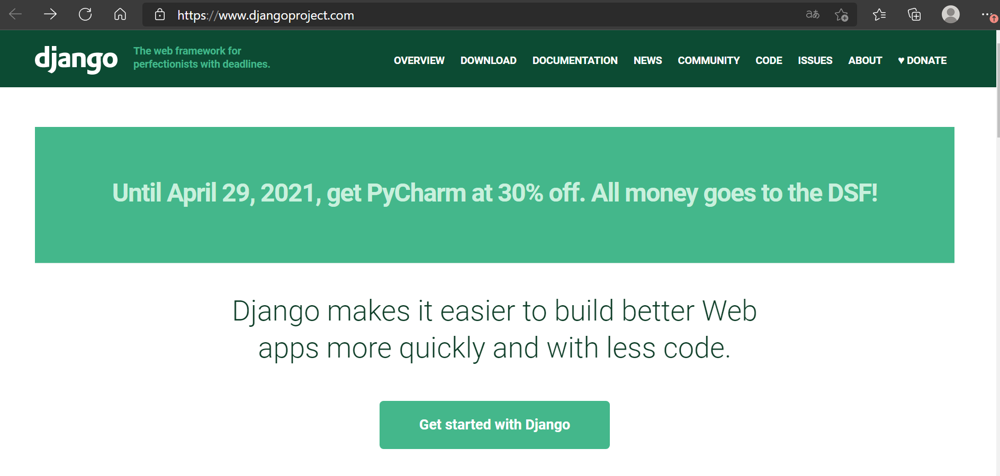 https://www.djangoproject.com
aあ
django
The web framework for
perfectionists with deadlines.
OVERVIEW DOWNLOAD DOCUMENTATION NEWS COMMUNITY CODE ISSUES ABOUT ♥ DONATE
Until April 29, 2021, get PyCharm at 30% off. All money goes to the DSF!
Django makes it easier to build better Web
apps more quickly and with less code.
Get started with Django